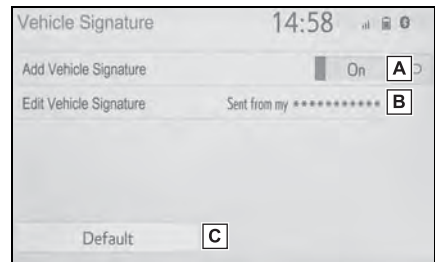 Vehicle Signature 14:58
Add Vehicle Signature On A
Edit Vehicle Signature Sent from my *********** B
Default C